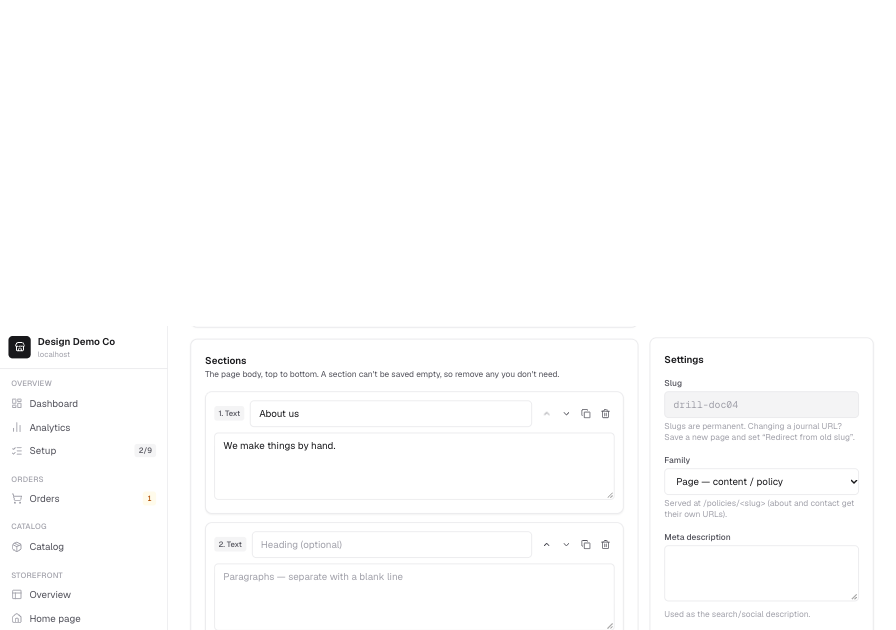 Design Demo Co
localhost
OVERVIEW
Dashboard
Analytics
Setup 2/9
ORDERS
Orders 1
CATALOG
Catalog
STOREFRONT
Overview
Home page
Sections
The page body, top to bottom. A section can't be saved empty, so remove any you don't need.
1. Text About us
We make things by hand.
2. Text Heading (optional)
Paragraphs — separate with a blank line
Settings
Slug
drill-doc04
Slugs are permanent. Changing a journal URL?
Save a new page and set “Redirect from old slug”.
Family
Page — content / policy
Served at /policies/<slug> (about and contact get
their own URLs).
Meta description
Used as the search/social description.